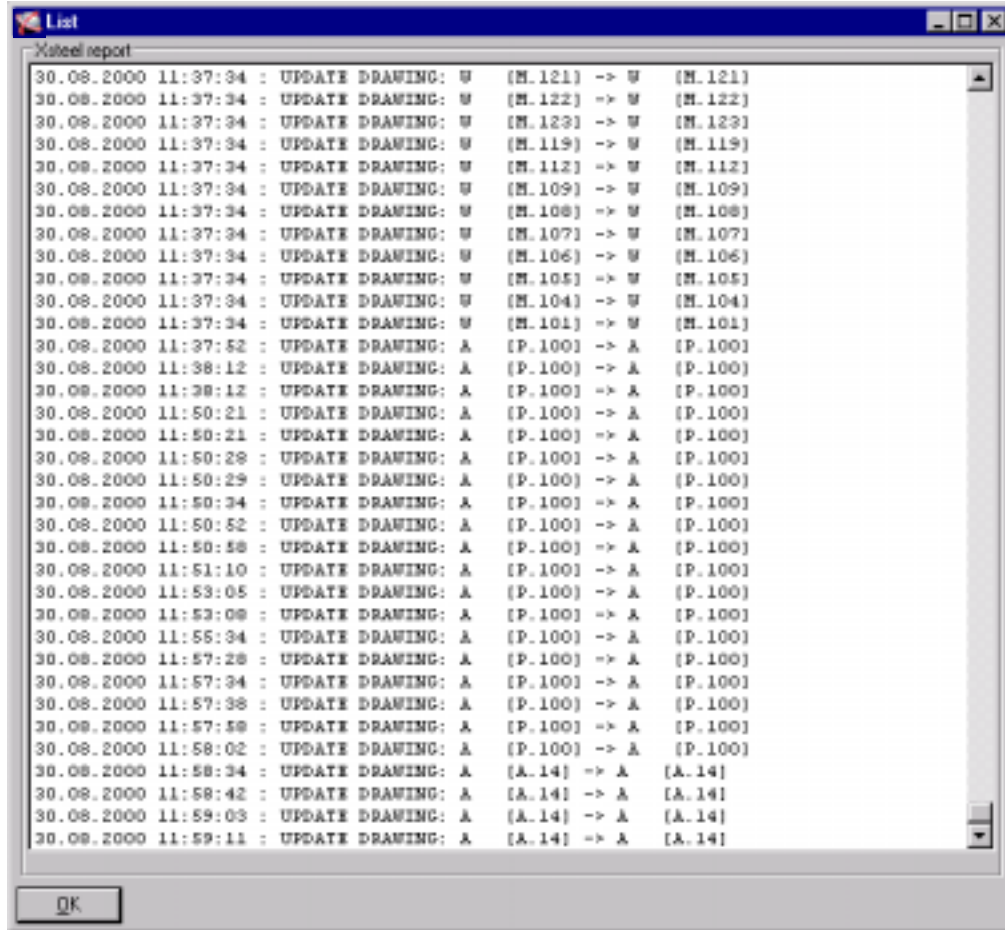 List
Xsteel report
30.08.2000 11:37:34 : UPDATE DRAWING: W [M.121] -> W [M.121]
30.08.2000 11:37:34 : UPDATE DRAWING: W [M.122] -> W [M.122]
30.08.2000 11:37:34 : UPDATE DRAWING: W [M.123] -> W [M.123]
30.08.2000 11:37:34 : UPDATE DRAWING: W [M.119] -> W [M.119]
30.08.2000 11:37:34 : UPDATE DRAWING: W [M.112] -> W [M.112]
30.08.2000 11:37:34 : UPDATE DRAWING: W [M.109] -> W [M.109]
30.08.2000 11:37:34 : UPDATE DRAWING: W [M.108] -> W [M.108]
30.08.2000 11:37:34 : UPDATE DRAWING: W [M.107] -> W [M.107]
30.08.2000 11:37:34 : UPDATE DRAWING: W [M.106] -> W [M.106]
30.08.2000 11:37:34 : UPDATE DRAWING: W [M.105] -> W [M.105]
30.08.2000 11:37:34 : UPDATE DRAWING: W [M.104] -> W [M.104]
30.08.2000 11:37:34 : UPDATE DRAWING: W [M.101] -> W [M.101]
30.08.2000 11:37:52 : UPDATE DRAWING: A [P.100] -> A [P.100]
30.08.2000 11:38:12 : UPDATE DRAWING: A [P.100] -> A [P.100]
30.08.2000 11:38:12 : UPDATE DRAWING: A [P.100] -> A [P.100]
30.08.2000 11:50:21 : UPDATE DRAWING: A [P.100] -> A [P.100]
30.08.2000 11:50:21 : UPDATE DRAWING: A [P.100] -> A [P.100]
30.08.2000 11:50:28 : UPDATE DRAWING: A [P.100] -> A [P.100]
30.08.2000 11:50:29 : UPDATE DRAWING: A [P.100] -> A [P.100]
30.08.2000 11:50:34 : UPDATE DRAWING: A [P.100] -> A [P.100]
30.08.2000 11:50:52 : UPDATE DRAWING: A [P.100] -> A [P.100]
30.08.2000 11:50:58 : UPDATE DRAWING: A [P.100] -> A [P.100]
30.08.2000 11:51:10 : UPDATE DRAWING: A [P.100] -> A [P.100]
30.08.2000 11:53:05 : UPDATE DRAWING: A [P.100] -> A [P.100]
30.08.2000 11:53:08 : UPDATE DRAWING: A [P.100] -> A [P.100]
30.08.2000 11:55:34 : UPDATE DRAWING: A [P.100] -> A [P.100]
30.08.2000 11:57:28 : UPDATE DRAWING: A [P.100] -> A [P.100]
30.08.2000 11:57:34 : UPDATE DRAWING: A [P.100] -> A [P.100]
30.08.2000 11:57:38 : UPDATE DRAWING: A [P.100] -> A [P.100]
30.08.2000 11:57:58 : UPDATE DRAWING: A [P.100] -> A [P.100]
30.08.2000 11:58:02 : UPDATE DRAWING: A [P.100] -> A [P.100]
30.08.2000 11:58:34 : UPDATE DRAWING: A [A.14] -> A [A.14]
30.08.2000 11:58:42 : UPDATE DRAWING: A [A.14] -> A [A.14]
30.08.2000 11:59:03 : UPDATE DRAWING: A [A.14] -> A [A.14]
30.08.2000 11:59:11 : UPDATE DRAWING: A [A.14] -> A [A.14]
OK